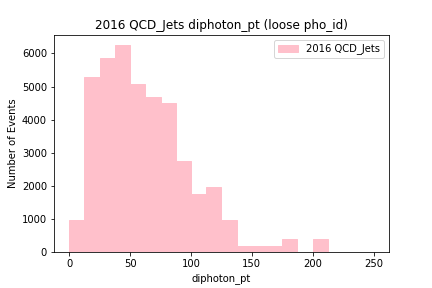 2016 QCD_Jets diphoton_pt (loose pho_id)
2016 QCD_Jets
Number of Events
6000
5000
4000
3000
2000
1000
0
0 50 100 150 200 250
diphoton_pt